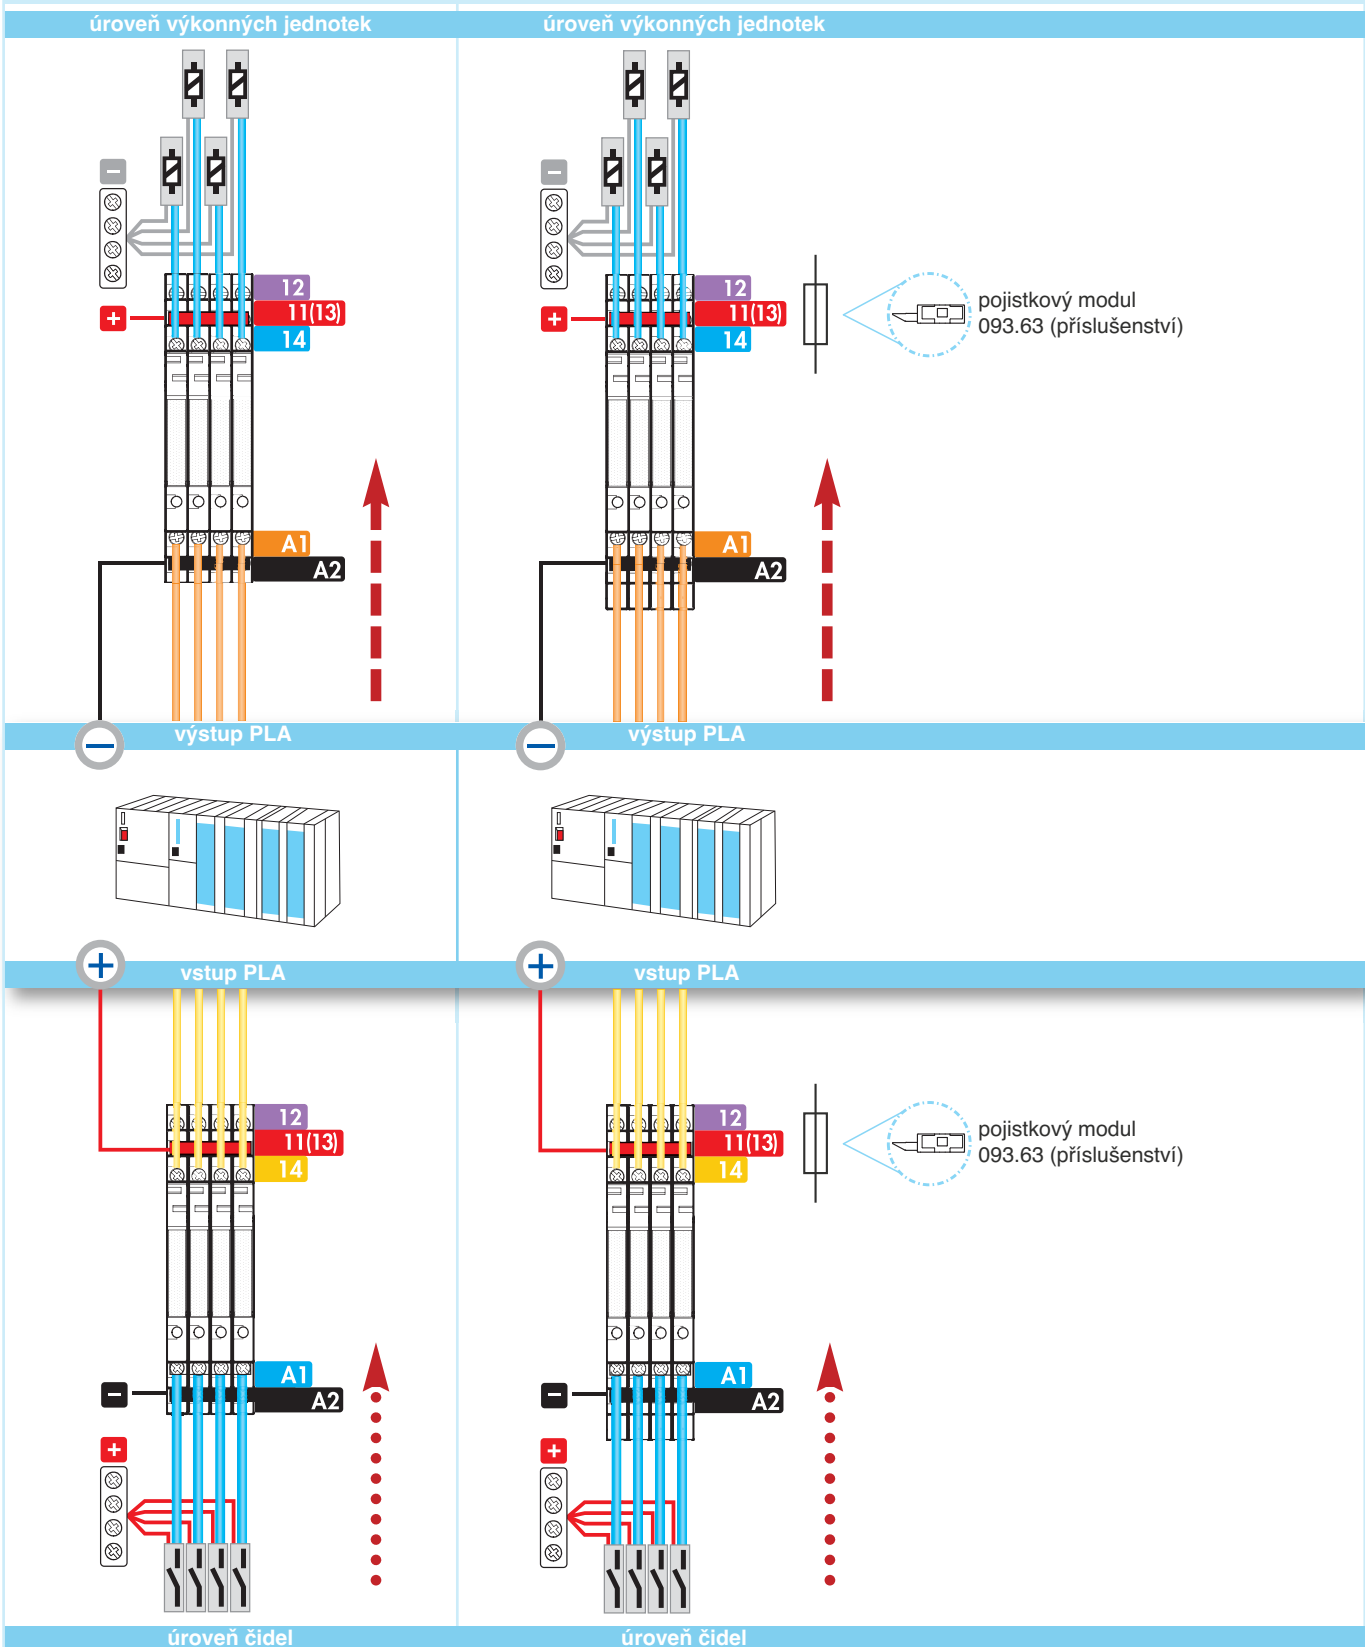 úroveň výkonných jednotek
úroveň výkonných jednotek
−
−
12
12
+
11(13)
+
11(13)
14
14
pojistkový modul
093.63 (příslušenství)
A1
A1
A2
A2
výstup PLA
výstup PLA
−
−
+
+
vstup PLA
vstup PLA
12
12
11(13)
11(13)
14
14
pojistkový modul
093.63 (příslušenství)
A1
A1
−
A2
−
A2
+
+
úroveň čidel
úroveň čidel